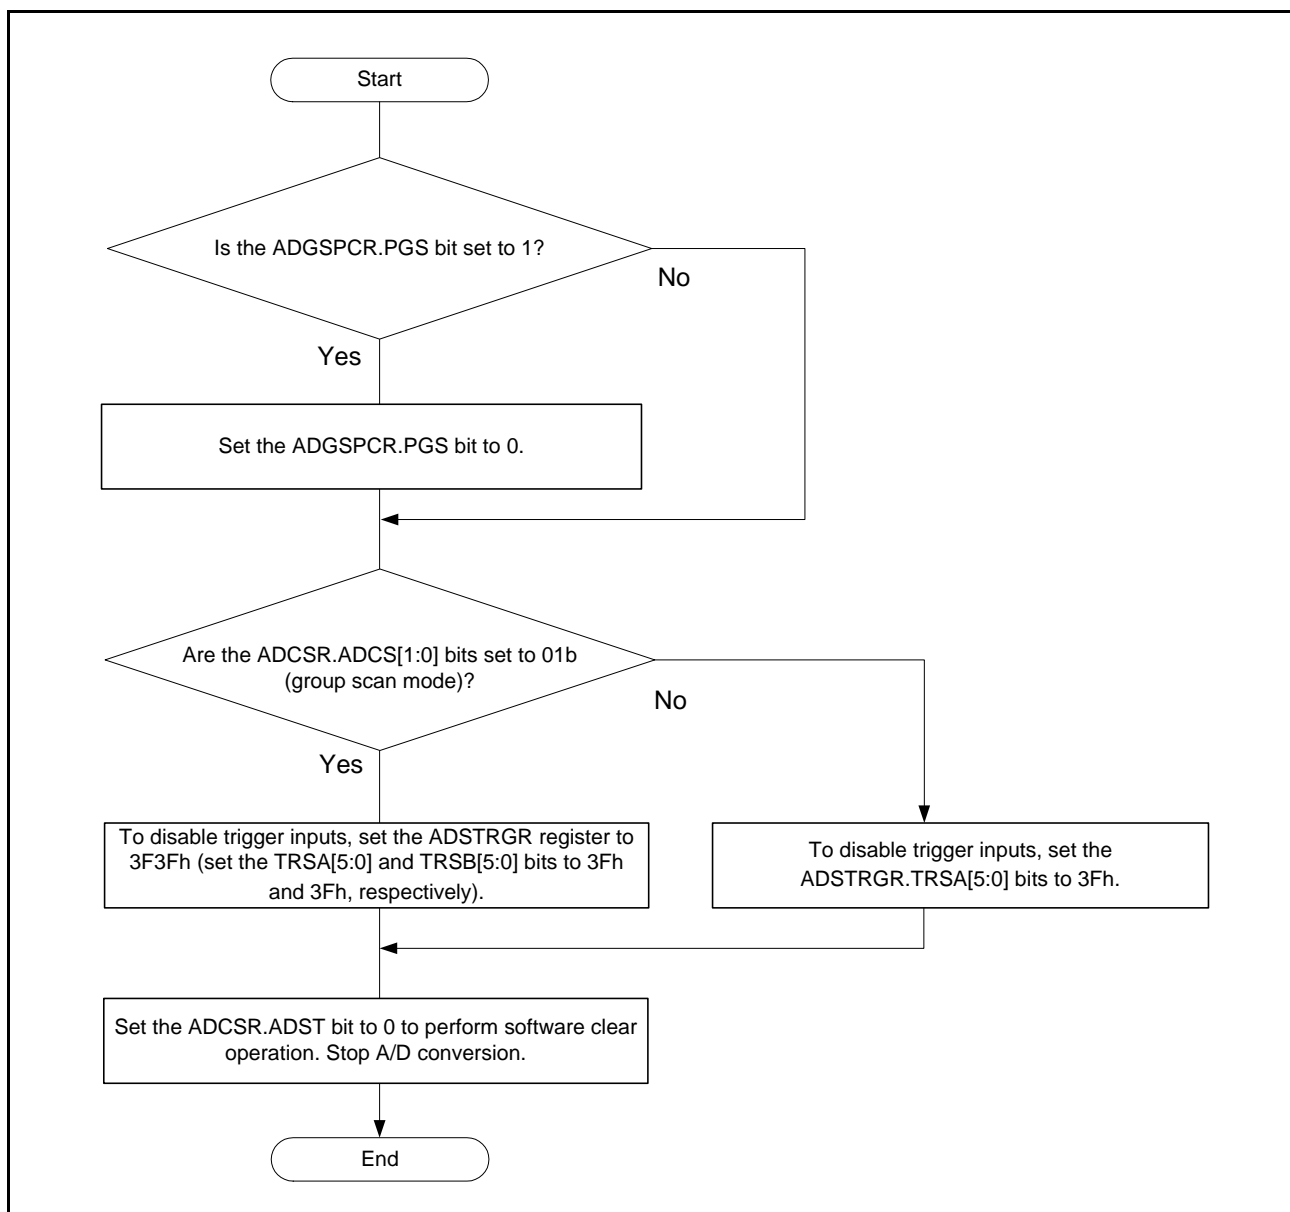 Start
Is the ADGSPCR.PGS bit set to 1?
No
Yes
Set the ADGSPCR.PGS bit to 0.
Are the ADCSR.ADCS[1:0] bits set to 01b
(group scan mode)?
No
Yes
To disable trigger inputs, set the ADSTRGR register to
3F3Fh (set the TRSA[5:0] and TRSB[5:0] bits to 3Fh
and 3Fh, respectively).
To disable trigger inputs, set the
ADSTRGR.TRSA[5:0] bits to 3Fh.
Set the ADCSR.ADST bit to 0 to perform software clear
operation. Stop A/D conversion.
End